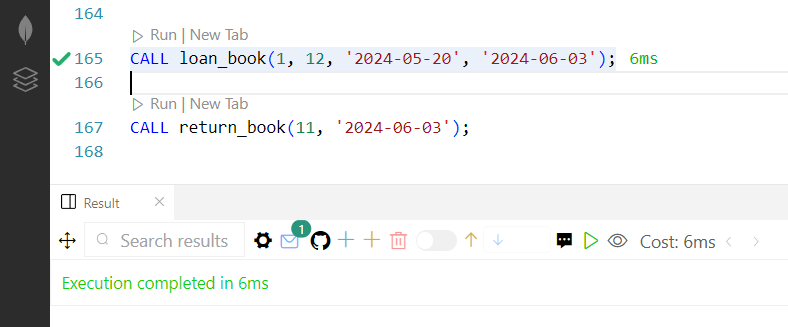 164
Run | New Tab
165 CALL loan_book(1, 12, '2024-05-20', '2024-06-03'); 6ms
166
Run | New Tab
167 CALL return_book(11, '2024-06-03');
168
Result
Search results 1 Cost: 6ms
Execution completed in 6ms